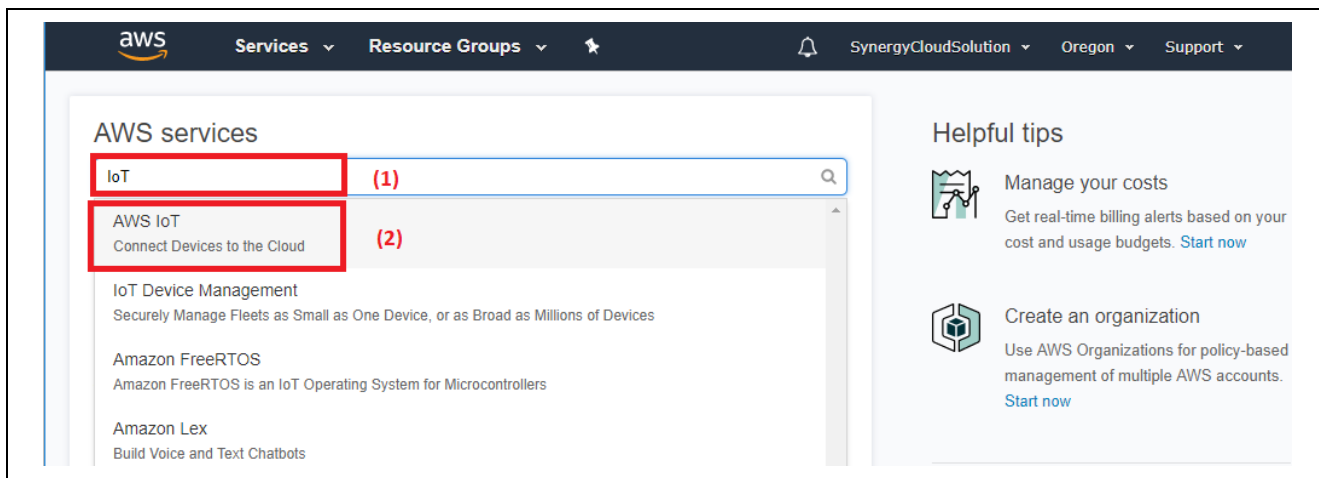 aws Services Resource Groups SynergyCloudSolution Oregon Support
AWS services
IoT (1)
AWS IoT
Connect Devices to the Cloud
(2)
IoT Device Management
Securely Manage Fleets as Small as One Device, or as Broad as Millions of Devices
Amazon FreeRTOS
Amazon FreeRTOS is an IoT Operating System for Microcontrollers
Amazon Lex
Build Voice and Text Chatbots
Helpful tips
Manage your costs
Get real-time billing alerts based on your
cost and usage budgets. Start now
Create an organization
Use AWS Organizations for policy-based
management of multiple AWS accounts.
Start now